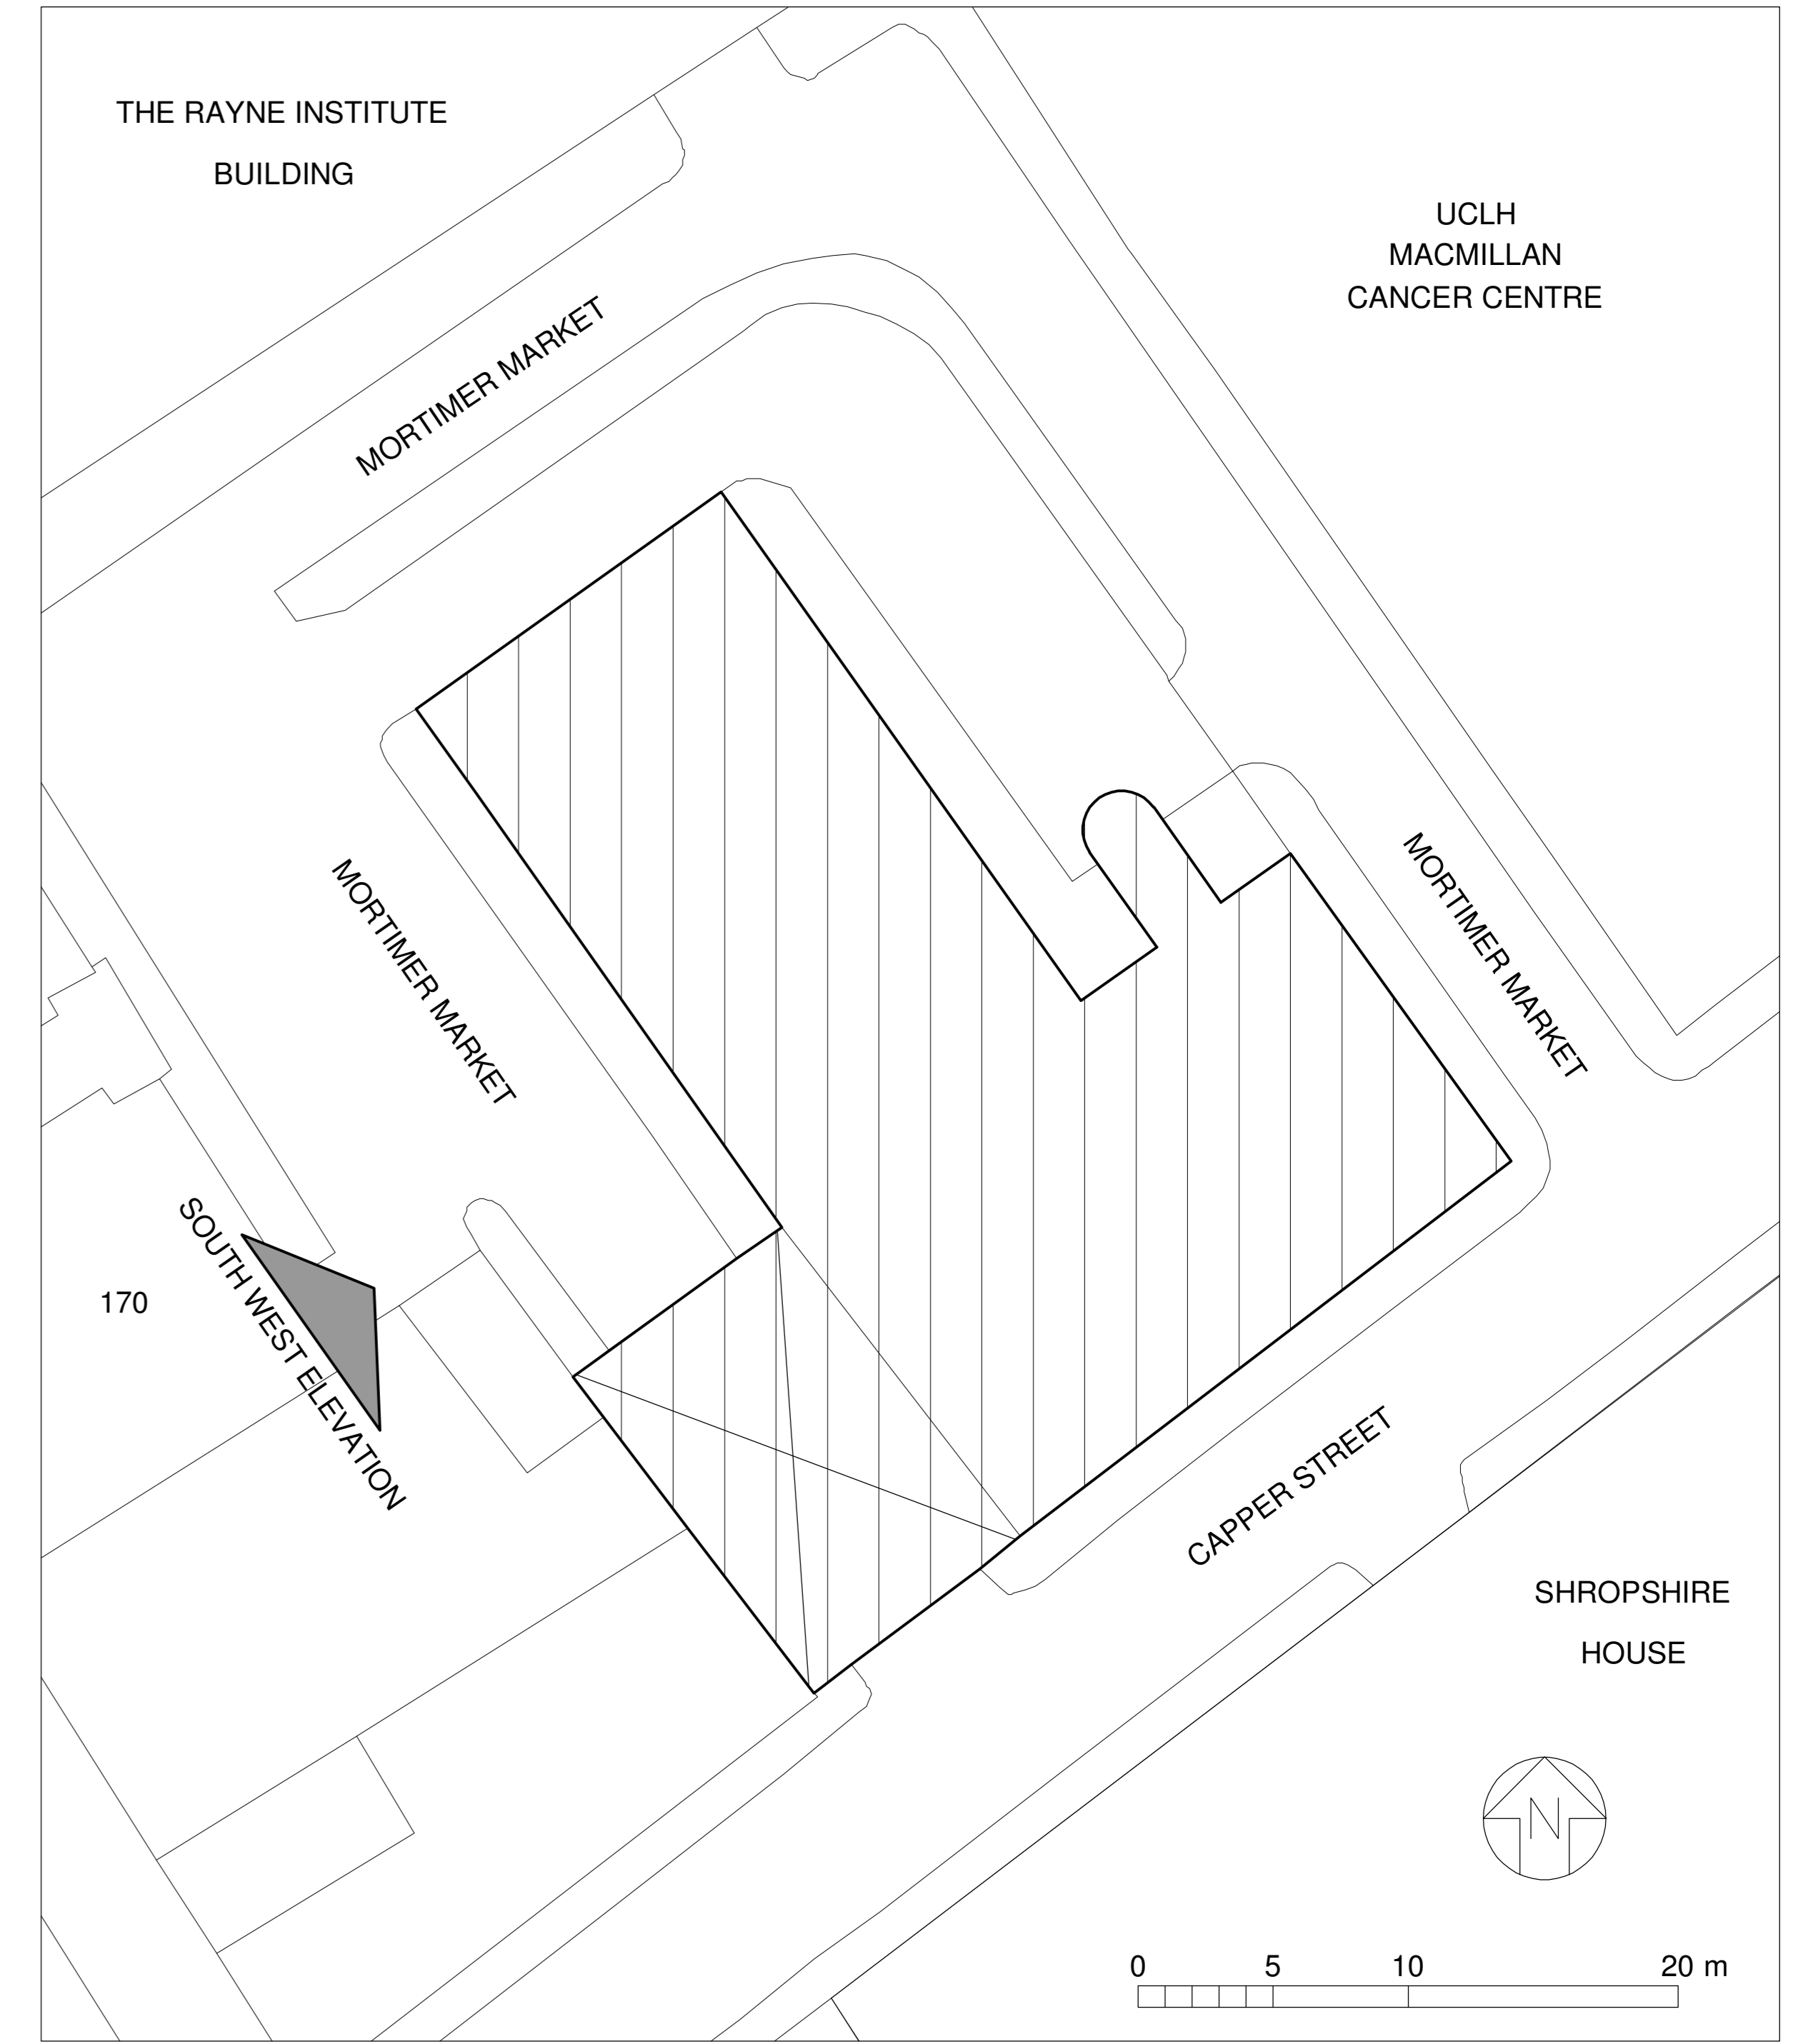 THE RAYNE INSTITUTE
BUILDING
UCLH
MACMILLAN
CANCER CENTRE
MORTIMER MARKET
MORTIMER MARKET
MORTIMER MARKET
SOUTH WEST ELEVATION
170
CAPPER STREET
SHROPSHIRE
HOUSE
N
0 5 10 20 m